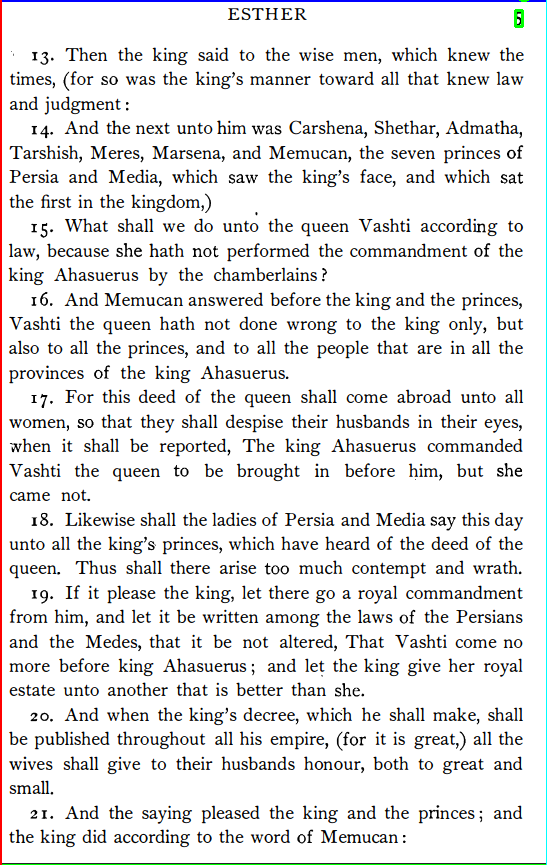 ESTHER
5
13. Then the king said to the wise men, which knew the
times, (for so was the king's manner toward all that knew law
and judgment:
14. And the next unto him was Carshena, Shethar, Admatha,
Tarshish, Meres, Marsena, and Memucan, the seven princes of
Persia and Media, which saw the king's face, and which sat
the first in the kingdom,)
15. What shall we do unto the queen Vashti according to
law, because she hath not performed the commandment of the
king Ahasuerus by the chamberlains?
16. And Memucan answered before the king and the princes,
Vashti the queen hath not done wrong to the king only, but
also to all the princes, and to all the people that are in all the
provinces of the king Ahasuerus.
17. For this deed of the queen shall come abroad unto all
women, so that they shall despise their husbands in their eyes,
when it shall be reported, The king Ahasuerus commanded
Vashti the queen to be brought in before him, but she
came not.
18. Likewise shall the ladies of Persia and Media say this day
unto all the king's princes, which have heard of the deed of the
queen. Thus shall there arise too much contempt and wrath.
19. If it please the king, let there go a royal commandment
from him, and let it be written among the laws of the Persians
and the Medes, that it be not altered, That Vashti come no
more before king Ahasuerus; and let the king give her royal
estate unto another that is better than she.
20. And when the king's decree, which he shall make, shall
be published throughout all his empire, (for it is great,) all the
wives shall give to their husbands honour, both to great and
small.
21. And the saying pleased the king and the princes; and
the king did according to the word of Memucan: